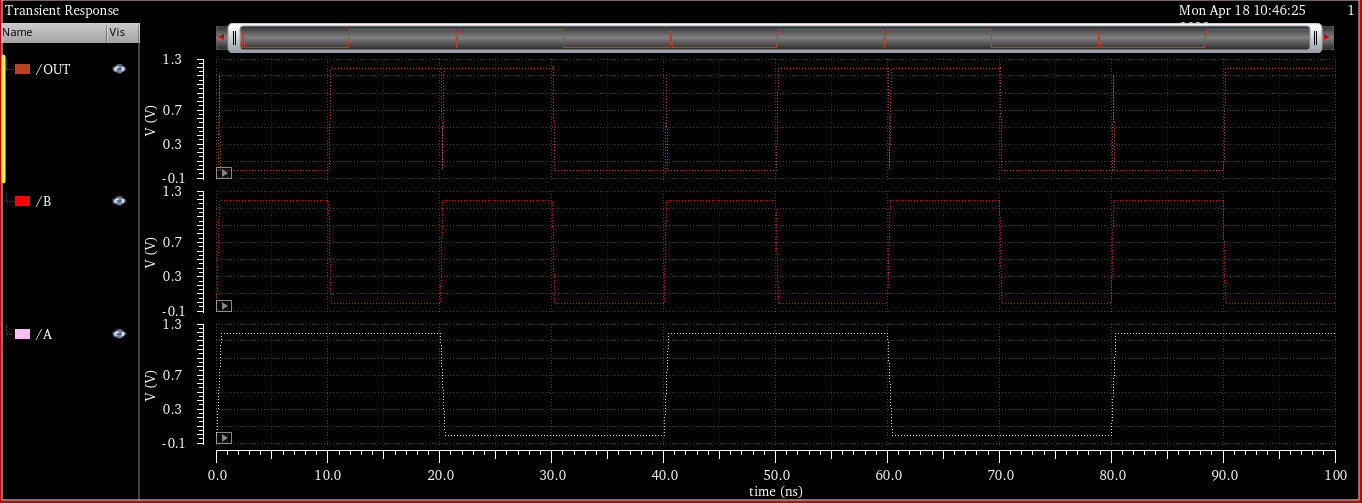 Transient Response
Mon Apr 18 10:46:25 1
Name Vis
/OUT
1.3
0.7
0.3
-0.1
V (V)
/B
1.3
0.7
0.3
-0.1
V (V)
/A
1.3
0.7
0.3
-0.1
V (V)
0.0 10.0 20.0 30.0 40.0 50.0 60.0 70.0 80.0 90.0 100
time (ns)